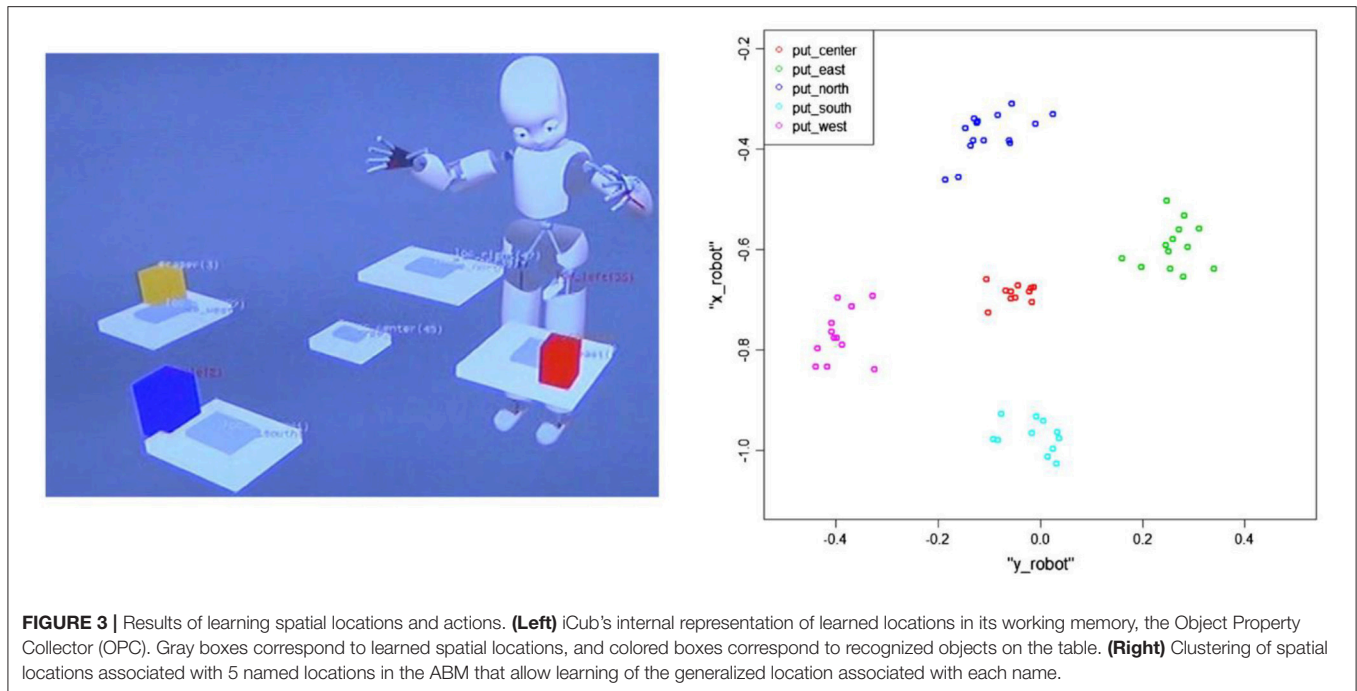 eraser(3)
center(45)
put_center
put_east
put_north
put_south
put_west
-0.2
-0.4
-0.6
-0.8
-1.0
"x_robot"
-0.4 -0.2 0.0 0.2 0.4
"y_robot"
FIGURE 3 | Results of learning spatial locations and actions. (Left) iCub's internal representation of learned locations in its working memory, the Object Property
Collector (OPC). Gray boxes correspond to learned spatial locations, and colored boxes correspond to recognized objects on the table. (Right) Clustering of spatial
locations associated with 5 named locations in the ABM that allow learning of the generalized location associated with each name.